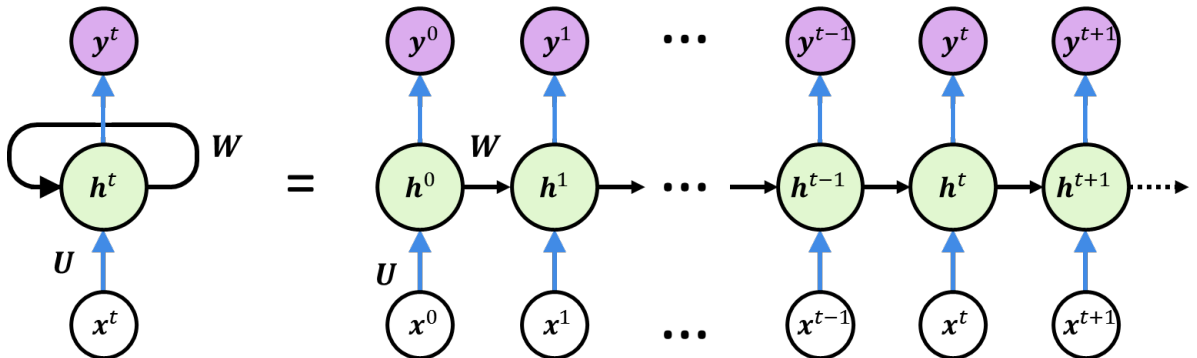 y^t y^0 y^1 ... y^{t−1} y^t y^{t+1}
W W
h^t = h^0 h^1 ... h^{t−1} h^t h^{t+1}
U U
x^t x^0 x^1 ... x^{t−1} x^t x^{t+1}